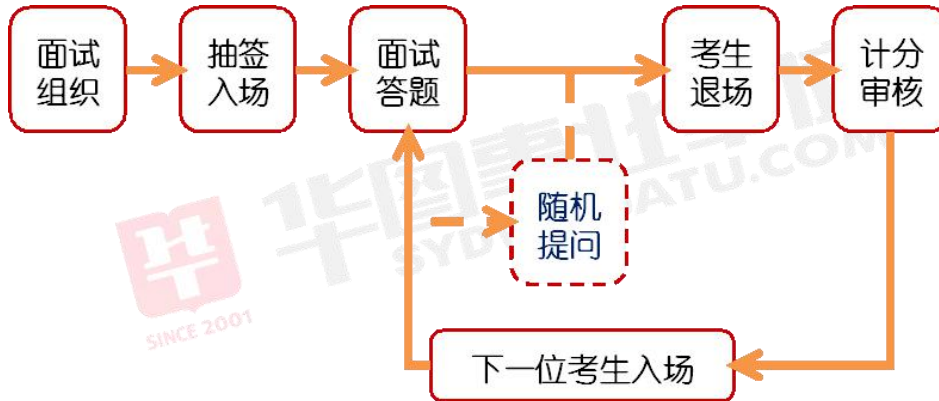 面试
组织
抽签
入场
面试
答题
考生
退场
计分
审核
随机
提问
下一位考生入场
SINCE 2001